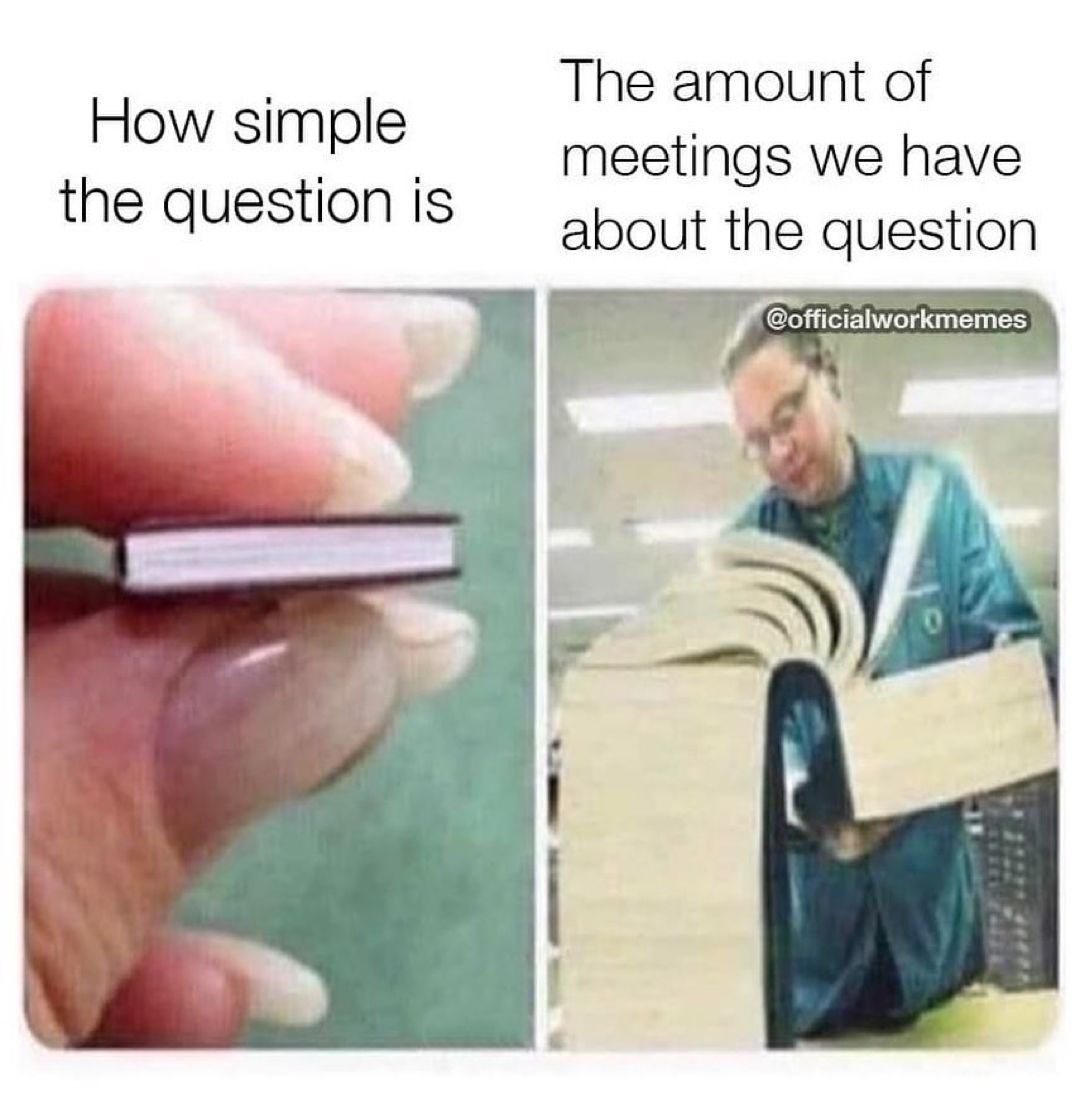 How simple
the question is
The amount of
meetings we have
about the question
@officialworkmemes